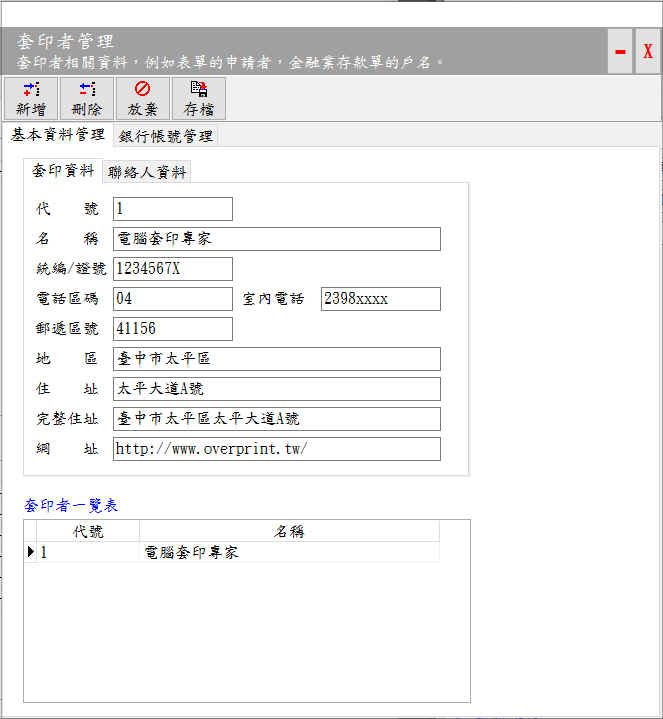 套印者管理
套印者相關資料，例如表單的申請者，金融業存款單的戶名。
X
新增 刪除 放棄 存檔
基本資料管理 銀行帳號管理
套印資料 聯絡人資料
代 號 1
名 稱 電腦套印專家
統編/證號 1234567X
電話區碼 04 室內電話 2398xxxx
郵遞區號 41156
地 區 臺中市太平區
住 址 太平大道A號
完整住址 臺中市太平區太平大道A號
網 址 http://www.overprint.tw/
套印者一覽表
代號 名稱
1 電腦套印專家